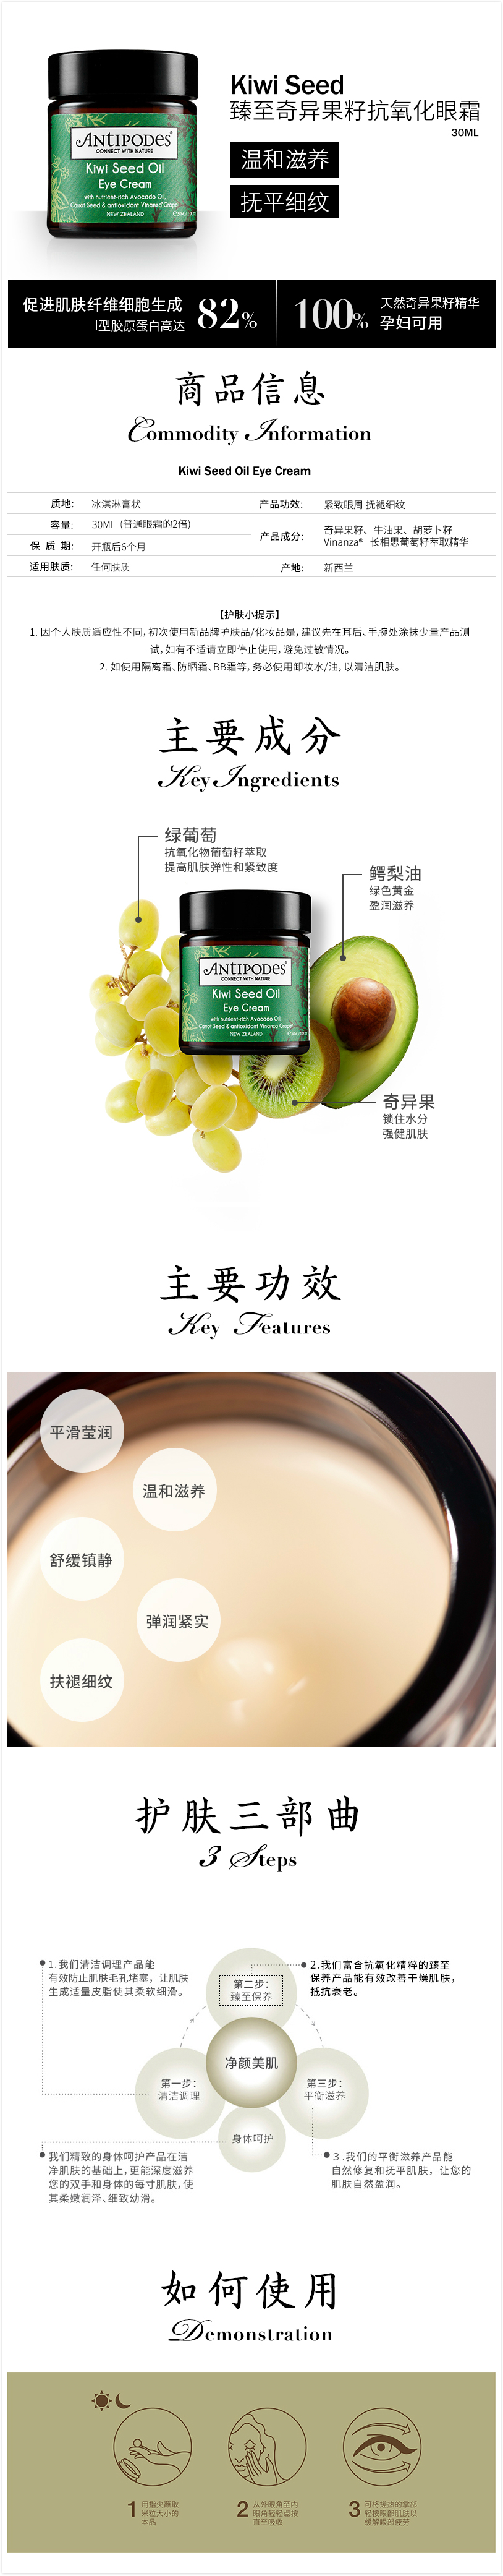 Kiwi Seed
臻至奇异果籽抗氧化眼霜
30ML
温和滋养
抚平细纹
ANTIPODES
CONNECT WITH NATURE
Kiwi Seed Oil
Eye Cream
with nutrient-rich Avocado Oil,
Carrot Seed & antioxidant Vinanza Grape
NEW ZEALAND
促进肌肤纤维细胞生成
I型胶原蛋白高达
82%
100%
天然奇异果籽精华
孕妇可用
商品信息
Commodity Information
Kiwi Seed Oil Eye Cream
质地: 冰淇淋膏状
容量: 30ML (普通眼霜的2倍)
保 质 期: 开瓶后6个月
适用肤质: 任何肤质
产品功效: 紧致眼周 抚褪细纹
产品成分: 奇异果籽、牛油果、胡萝卜籽
Vinanza® 长相思葡萄籽萃取精华
产地: 新西兰
【护肤小提示】
1. 因个人肤质适应性不同,初次使用新品牌护肤品/化妆品是,建议先在耳后、手腕处涂抹少量产品测
试,如有不适请立即停止使用,避免过敏情况。
2. 如使用隔离霜、防晒霜、BB霜等,务必使用卸妆水/油,以清洁肌肤。
主要成分
Key Ingredients
绿葡萄
抗氧化物葡萄籽萃取
提高肌肤弹性和紧致度
鳄梨油
绿色黄金
盈润滋养
ANTIPODES
CONNECT WITH NATURE
Kiwi Seed Oil
Eye Cream
with nutrient-rich Avocado Oil,
Carrot Seed & antioxidant Vinanza Grape
NEW ZEALAND
奇异果
锁住水分
强健肌肤
主要功效
Key Features
平滑莹润
温和滋养
舒缓镇静
弹润紧实
抚褪细纹
护肤三部曲
3 Steps
1.我们清洁调理产品能
有效防止肌肤毛孔堵塞，让肌肤
生成适量皮脂使其柔软细滑。
2.我们富含抗氧化精粹的臻至
保养产品能有效改善干燥肌肤，
抵抗衰老。
第二步：
臻至保养
净颜美肌
第一步：
清洁调理
第三步：
平衡滋养
身体呵护
我们精致的身体呵护产品在洁
净肌肤的基础上,更能深度滋养
您的双手和身体的每寸肌肤,使
其柔嫩润泽、细致幼滑。
3.我们的平衡滋养产品能
自然修复和抚平肌肤，让您的
肌肤自然盈润。
如何使用
Demonstration
1 用指尖蘸取
米粒大小的
本品
2 从外眼角至内
眼角轻轻点按
直至吸收
3 可将搓热的掌部
轻按眼部肌肤以
缓解眼部疲劳